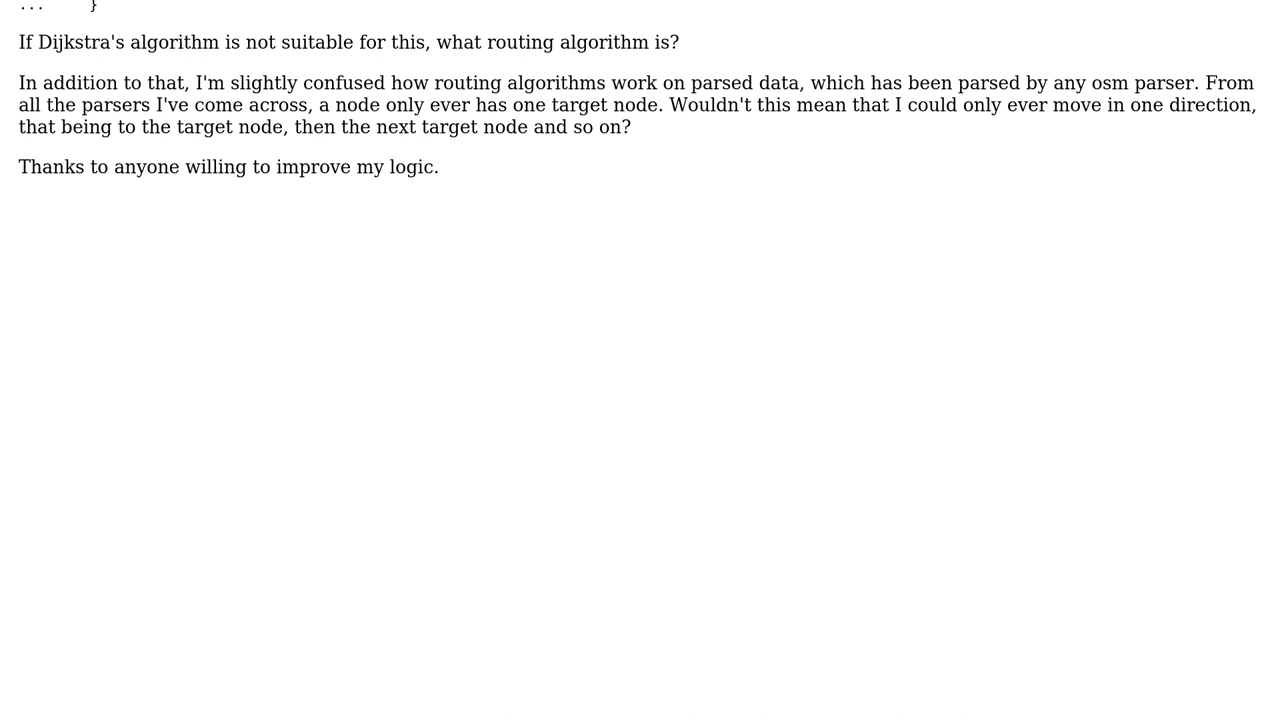 ...     }
If Dijkstra's algorithm is not suitable for this, what routing algorithm is?
In addition to that, I'm slightly confused how routing algorithms work on parsed data, which has been parsed by any osm parser. From
all the parsers I've come across, a node only ever has one target node. Wouldn't this mean that I could only ever move in one direction,
that being to the target node, then the next target node and so on?
Thanks to anyone willing to improve my logic.